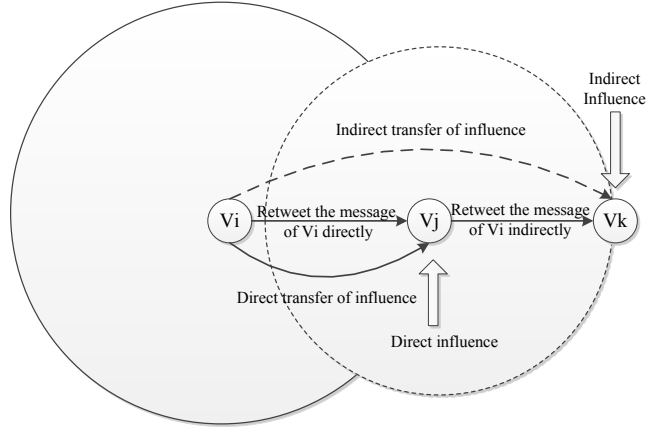 Indirect
Influence
Indirect transfer of influence
Vi
Retweet the message
of Vi directly
Vj
Retweet the message
of Vi indirectly
Vk
Direct transfer of influence
Direct influence